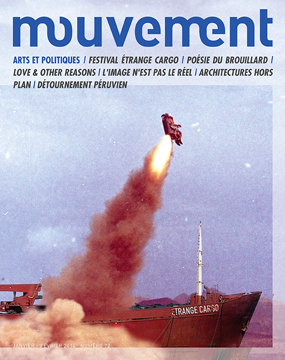 mouvement
ARTS ET POLITIQUES / FESTIVAL ÉTRANGE CARGO / POÉSIE DU BROUILLARD /
LOVE & OTHER REASONS / L'IMAGE N'EST PAS LE RÉEL / ARCHITECTURES HORS
PLAN / DÉTOURNEMENT PÉRUVIEN
ETRANGE CARGO